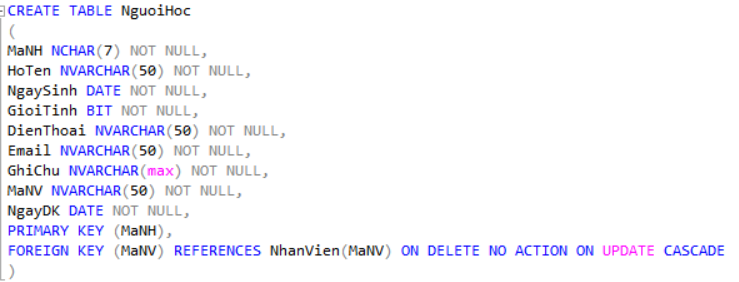 CREATE TABLE NguoiHoc
(
MaNH NCHAR(7) NOT NULL,
HoTen NVARCHAR(50) NOT NULL,
NgaySinh DATE NOT NULL,
GioiTinh BIT NOT NULL,
DienThoai NVARCHAR(50) NOT NULL,
Email NVARCHAR(50) NOT NULL,
GhiChu NVARCHAR(max) NOT NULL,
MaNV NVARCHAR(50) NOT NULL,
NgayDK DATE NOT NULL,
PRIMARY KEY (MaNH),
FOREIGN KEY (MaNV) REFERENCES NhanVien(MaNV) ON DELETE NO ACTION ON UPDATE CASCADE
)